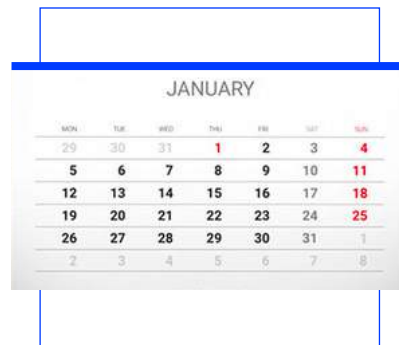 JANUARY
MON TUE WED THU FRI SAT SUN
29 30 31 1 2 3 4
5 6 7 8 9 10 11
12 13 14 15 16 17 18
19 20 21 22 23 24 25
26 27 28 29 30 31 1
2 3 4 5 6 7 8